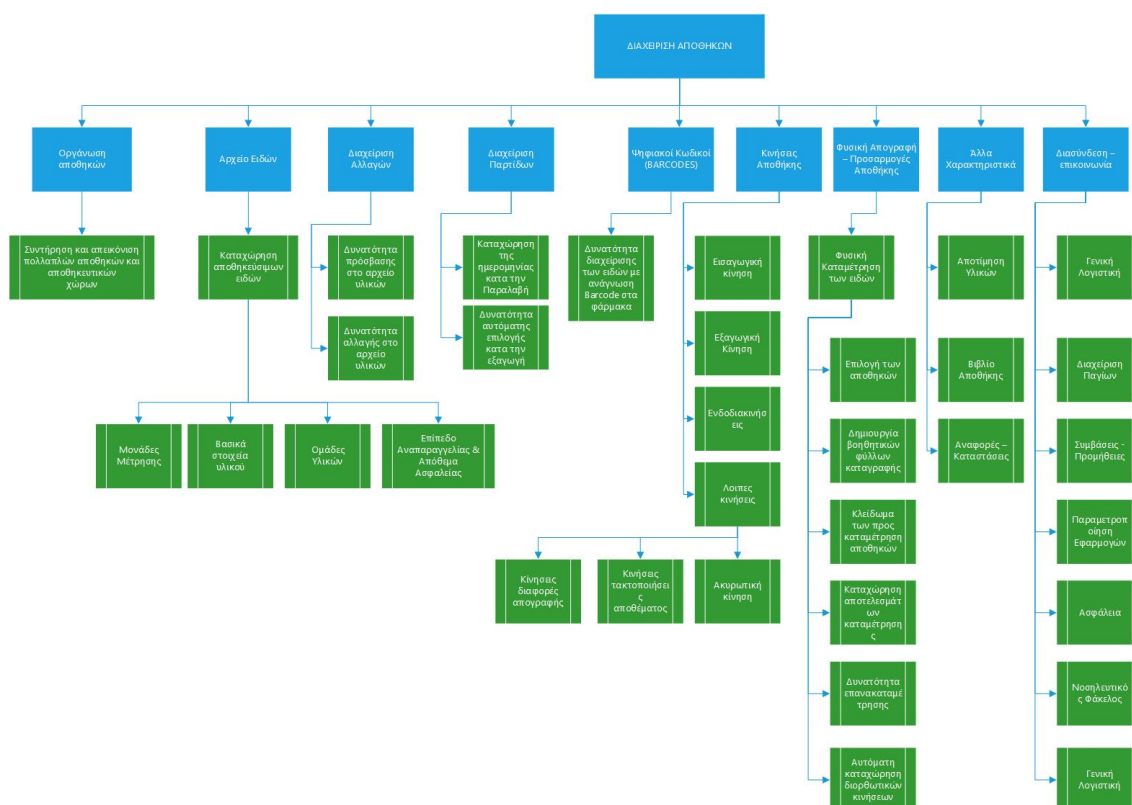 ΔΙΑΧΕΙΡΙΣΗ ΑΠΟΘΗΚΩΝ
Οργάνωση
αποθηκών
Αρχείο Ειδών
Διαχείριση
Αλλαγών
Διαχείριση
Παρτίδων
Ψηφιακοί Κωδικοί
(BARCODES)
Κινήσεις
Αποθήκης
Φυσική Απογραφή
– Προσαρμογές
Αποθήκης
Άλλα
Χαρακτηριστικά
Διασύνδεση –
επικοινωνία
Συντήρηση και απεικόνιση
πολλαπλών αποθηκών και
αποθηκευτικών
χώρων
Καταχώρηση
αποθηκεύσιμων
ειδών
Δυνατότητα
πρόσβασης
στο αρχείο
υλικών
Δυνατότητα
αλλαγής στο
αρχείο
υλικών
Καταχώρηση
της
ημερομηνίας
κατα την
Παραλαβή
Δυνατότητα
αυτόματης
επιλογής
κατα την
εξαγωγή
Δυνατότητα
διαχείρισης
των ειδών με
ανάγνωση
Barcode στα
φάρμακα
Εισαγωγική
κίνηση
Εξαγωγική
Κίνηση
Ενδοδιακινήσ
εις
Λοιπες
κινήσεις
Φυσική
Καταμέτρηση
των ειδών
Επιλογή των
αποθηκών
Δημιουργία
βοηθητικών
φύλλων
καταγραφής
Κλείδωμα
των προς
καταμέτρηση
αποθηκών
Καταχώρηση
αποτελεσμάτ
ων
καταμέτρηση
ς
Δυνατότητα
επανακαταμέ
τρησης
Αυτόματη
καταχώρηση
διορθωτικών
κινήσεων
Αποτίμηση
Υλικών
Βιβλίο
Αποθήκης
Αναφορές –
Καταστάσεις
Γενική
Λογιστική
Διαχείριση
Παγίων
Συμβάσεις -
Προμήθειες
Παραμετροπ
οίηση
Εφαρμογών
Ασφάλεια
Νοσηλευτικό
ς Φάκελος
Γενική
Λογιστική
Μονάδες
Μέτρησης
Βασικά
στοιχεία
υλικού
Ομάδες
Υλικών
Επίπεδο
Αναπαραγγελίας &
Απόθεμα
Ασφαλείας
Κίνησεις
διαφορές
απογραφής
Κινήσεις
τακτοποιήσει
ς
αποθέματος
Ακυρωτική
κίνηση